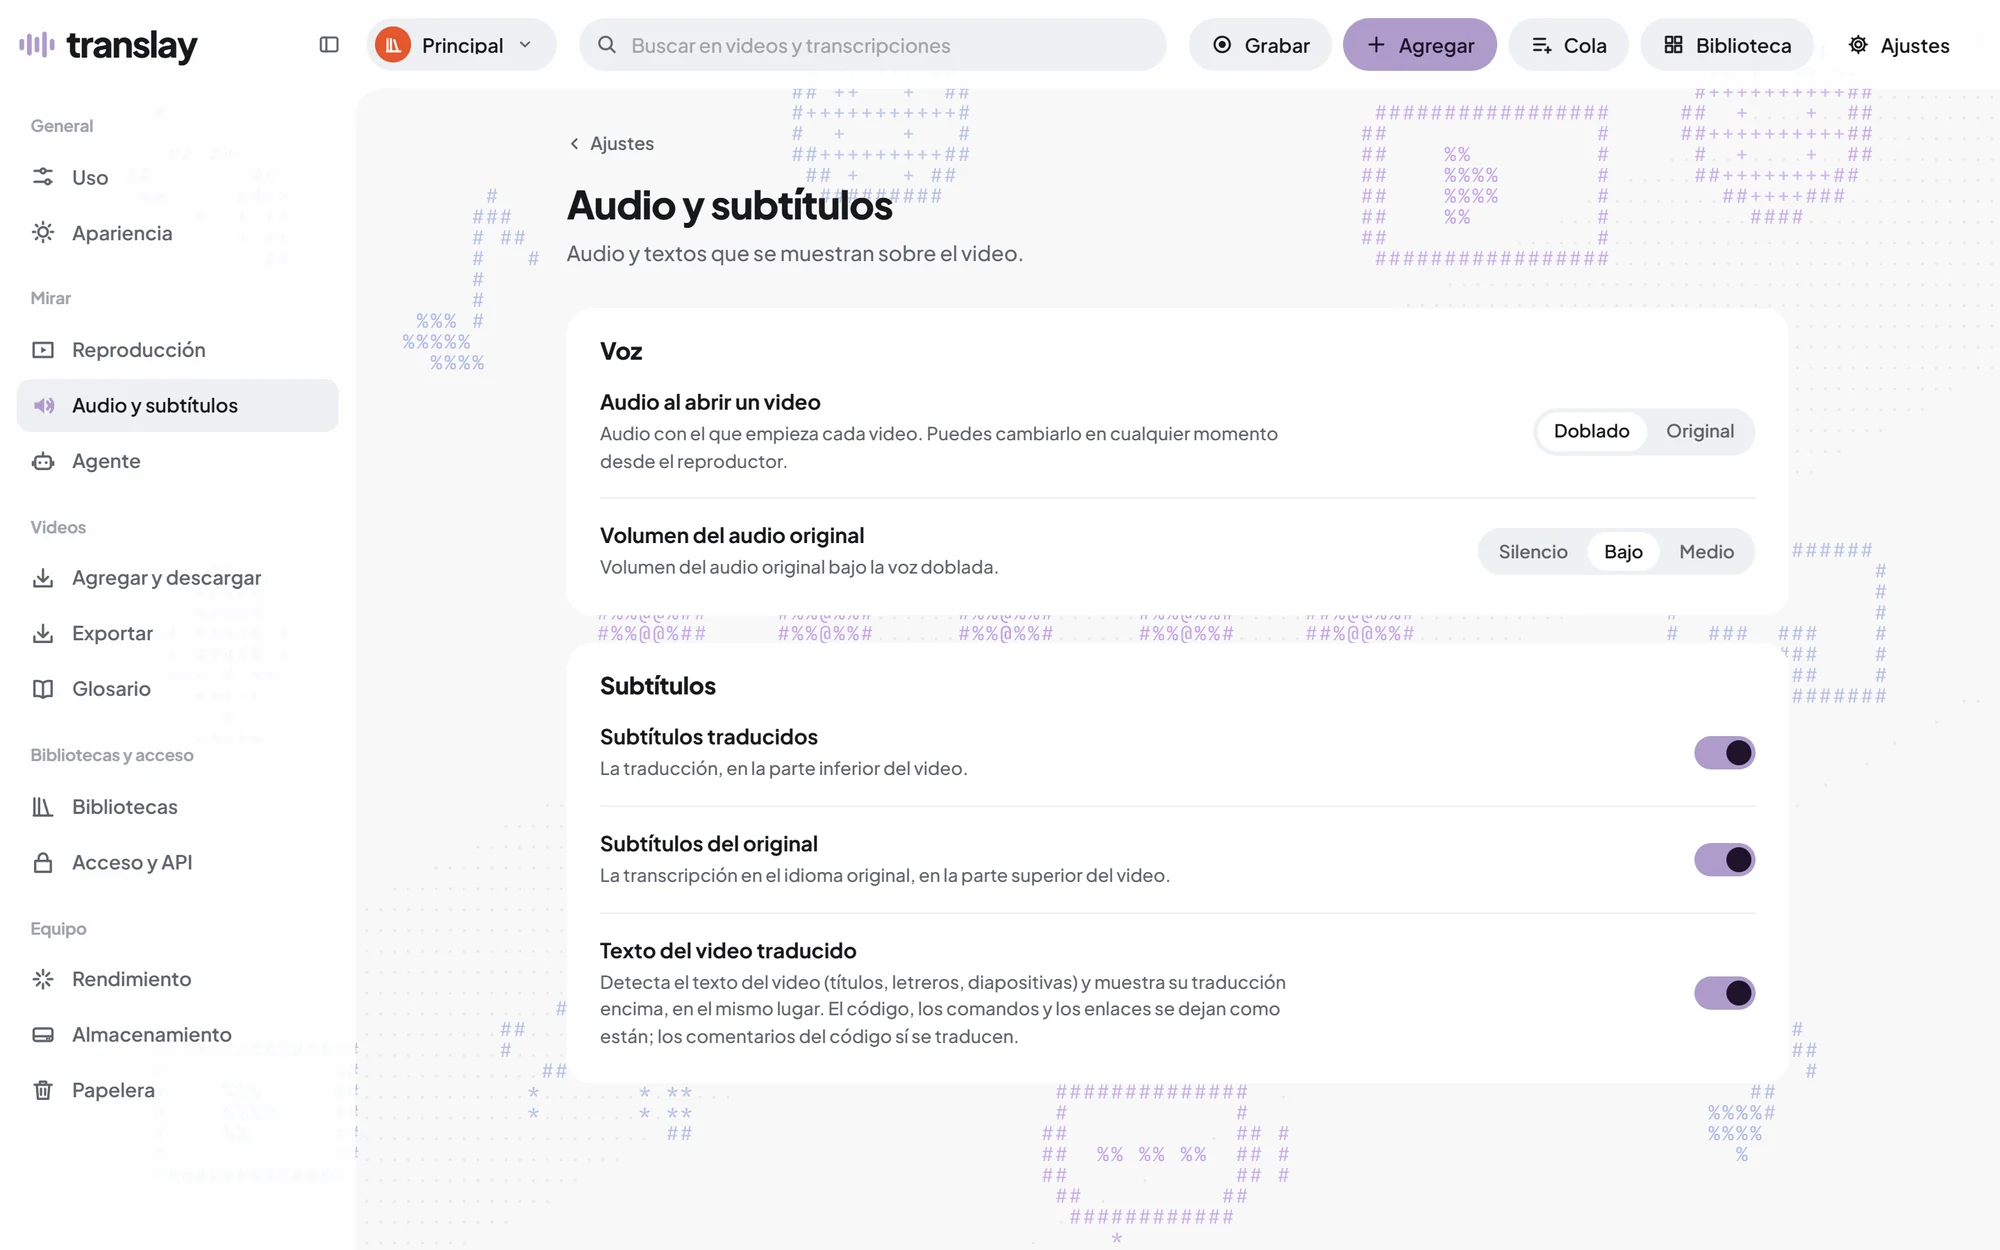 translay
Principal
Buscar en videos y transcripciones
Grabar
Agregar
Cola
Biblioteca
Ajustes
General
Uso
Apariencia
Mirar
Reproducción
Audio y subtítulos
Agente
Videos
Agregar y descargar
Exportar
Glosario
Bibliotecas y acceso
Bibliotecas
Acceso y API
Equipo
Rendimiento
Almacenamiento
Papelera
Ajustes
Audio y subtítulos
Audio y textos que se muestran sobre el video.
Voz
Audio al abrir un video
Audio con el que empieza cada video. Puedes cambiarlo en cualquier momento
desde el reproductor.
Doblado
Original
Volumen del audio original
Volumen del audio original bajo la voz doblada.
Silencio
Bajo
Medio
Subtítulos
Subtítulos traducidos
La traducción, en la parte inferior del video.
Subtítulos del original
La transcripción en el idioma original, en la parte superior del video.
Texto del video traducido
Detecta el texto del video (títulos, letreros, diapositivas) y muestra su traducción
encima, en el mismo lugar. El código, los comandos y los enlaces se dejan como
están; los comentarios del código sí se traducen.